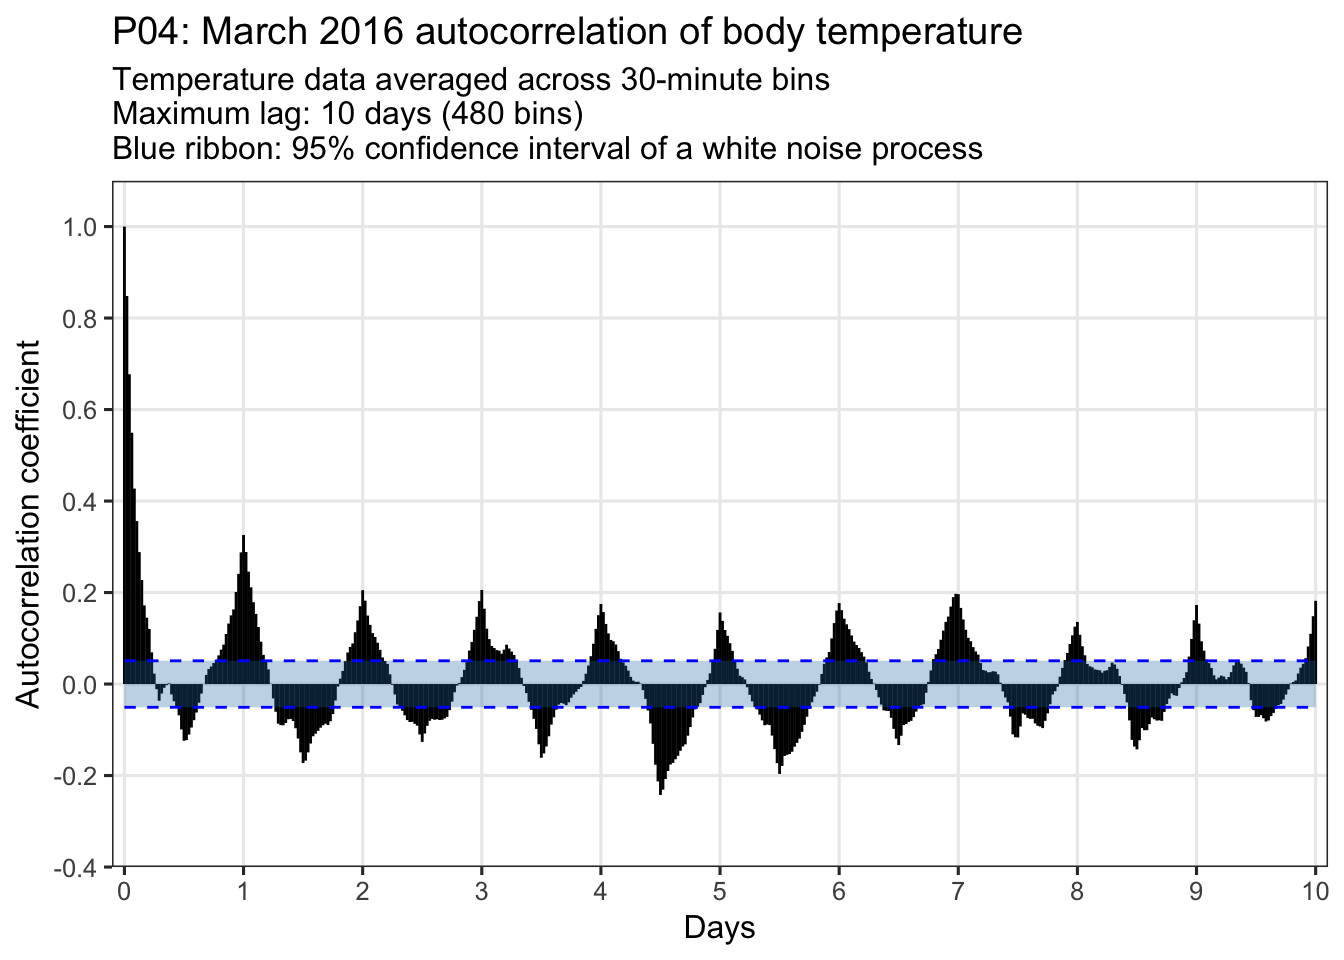 P04: March 2016 autocorrelation of body temperature
Temperature data averaged across 30-minute bins
Maximum lag: 10 days (480 bins)
Blue ribbon: 95% confidence interval of a white noise process
Autocorrelation coefficient
1.0
0.8
0.6
0.4
0.2
0.0
-0.2
-0.4
0 1 2 3 4 5 6 7 8 9 10
Days